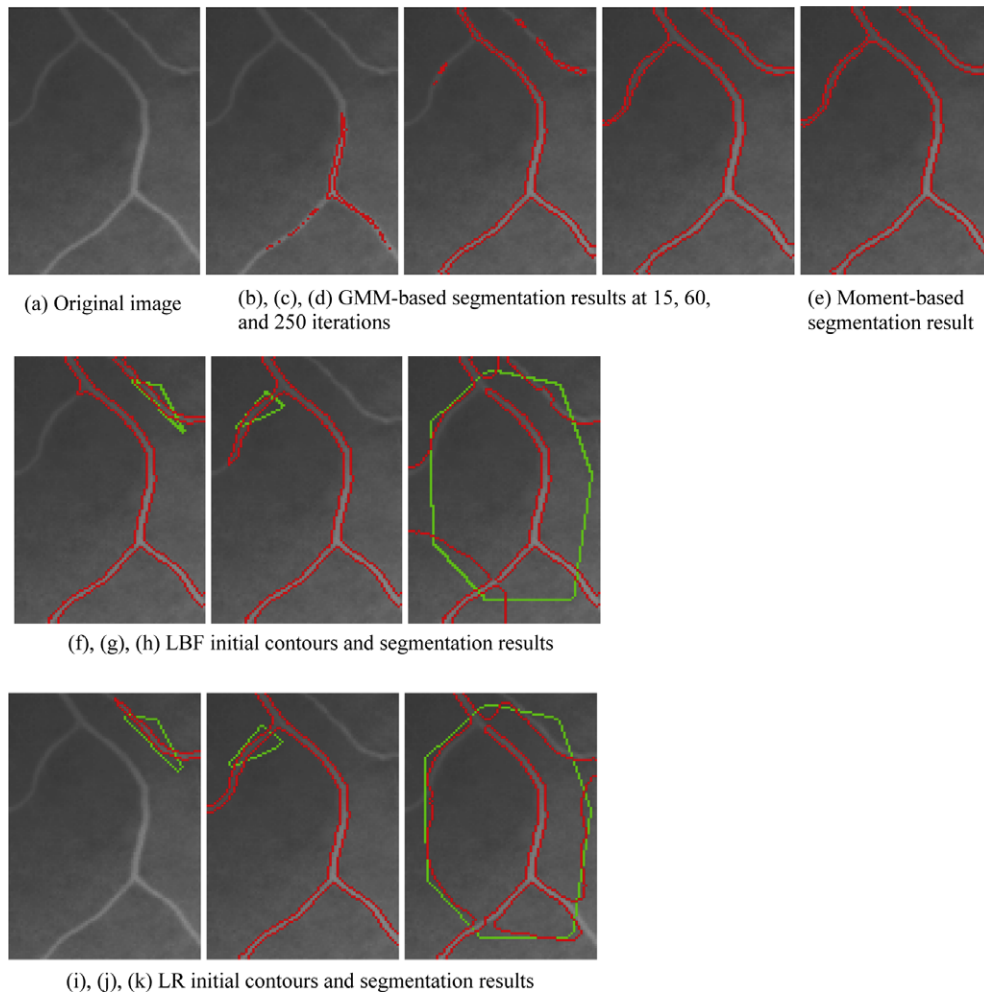 (a) Original image
(b), (c), (d) GMM-based segmentation results at 15, 60,
and 250 iterations
(e) Moment-based
segmentation result
(f), (g), (h) LBF initial contours and segmentation results
(i), (j), (k) LR initial contours and segmentation results